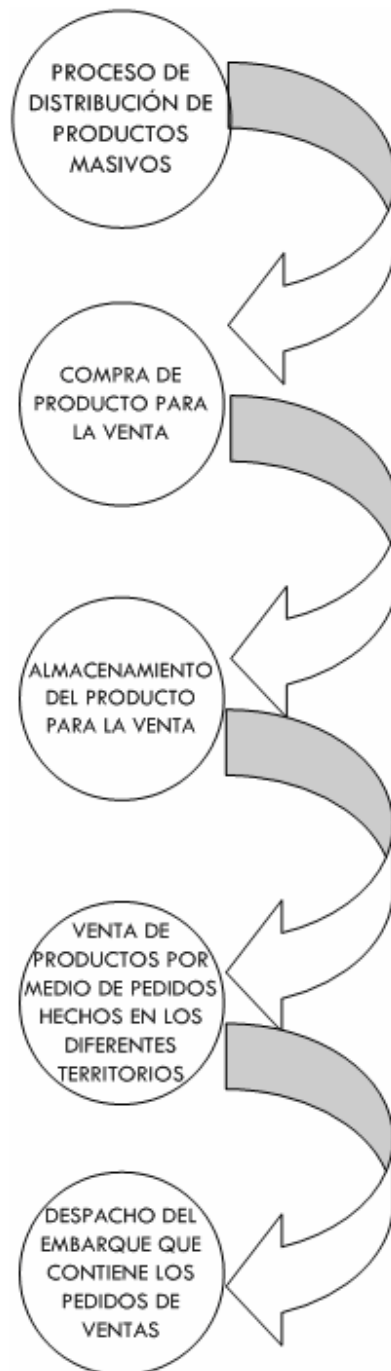 PROCESO DE
DISTRIBUCIÓN DE
PRODUCTOS
MASIVOS
COMPRA DE
PRODUCTO PARA
LA VENTA
ALMACENAMIENTO
DEL PRODUCTO
PARA LA VENTA
VENTA DE
PRODUCTOS POR
MEDIO DE PEDIDOS
HECHOS EN LOS
DIFERENTES
TERRITORIOS
DESPACHO DEL
EMBARQUE QUE
CONTIENE LOS
PEDIDOS DE
VENTAS